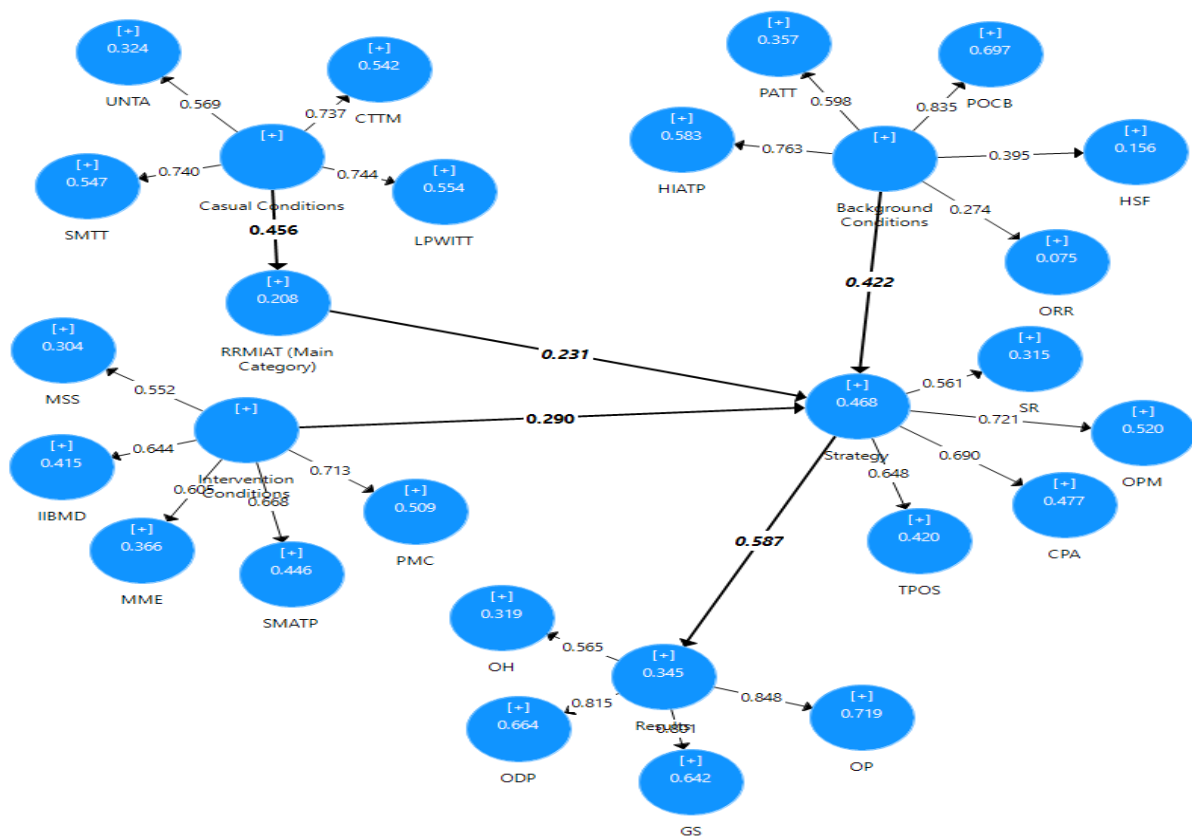 [+]
0.324
UNTA
[+]
0.542
CTTM
0.569
0.737
[+]
[+]
0.547
SMTT
0.740
0.744
[+]
0.554
LPWITT
Casual Conditions
0.456
[+]
0.208
RRMIAT (Main
Category)
0.231
[+]
0.357
PATT
[+]
0.697
POCB
0.598
0.835
[+]
0.583
HIATP
0.763
[+]
0.395
[+]
0.156
HSF
Background
Conditions
0.274
[+]
0.075
ORR
0.422
[+]
0.304
MSS
0.552
[+]
0.290
[+]
0.415
IIBMD
0.644
Intervention
Conditions
0.605
0.668
0.713
[+]
0.366
MME
[+]
0.446
SMATP
[+]
0.509
PMC
[+]
0.468
Strategy
0.561
[+]
0.315
SR
0.721
[+]
0.520
OPM
0.690
[+]
0.477
CPA
0.648
[+]
0.420
TPOS
0.587
[+]
0.319
OH
0.565
[+]
0.345
Results
0.815
[+]
0.664
ODP
0.801
[+]
0.642
GS
0.848
[+]
0.719
OP